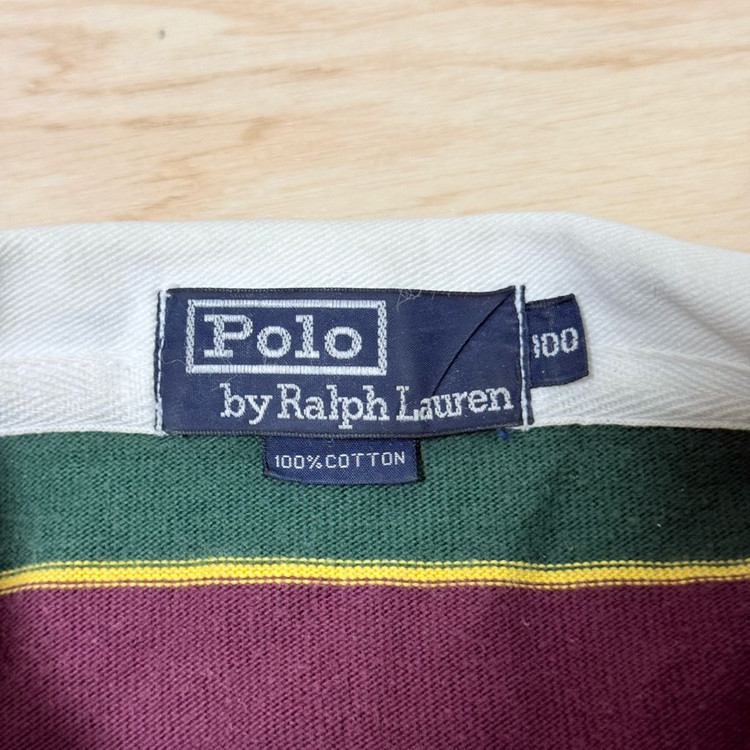 Polo
by Ralph Lauren
100
100% COTTON